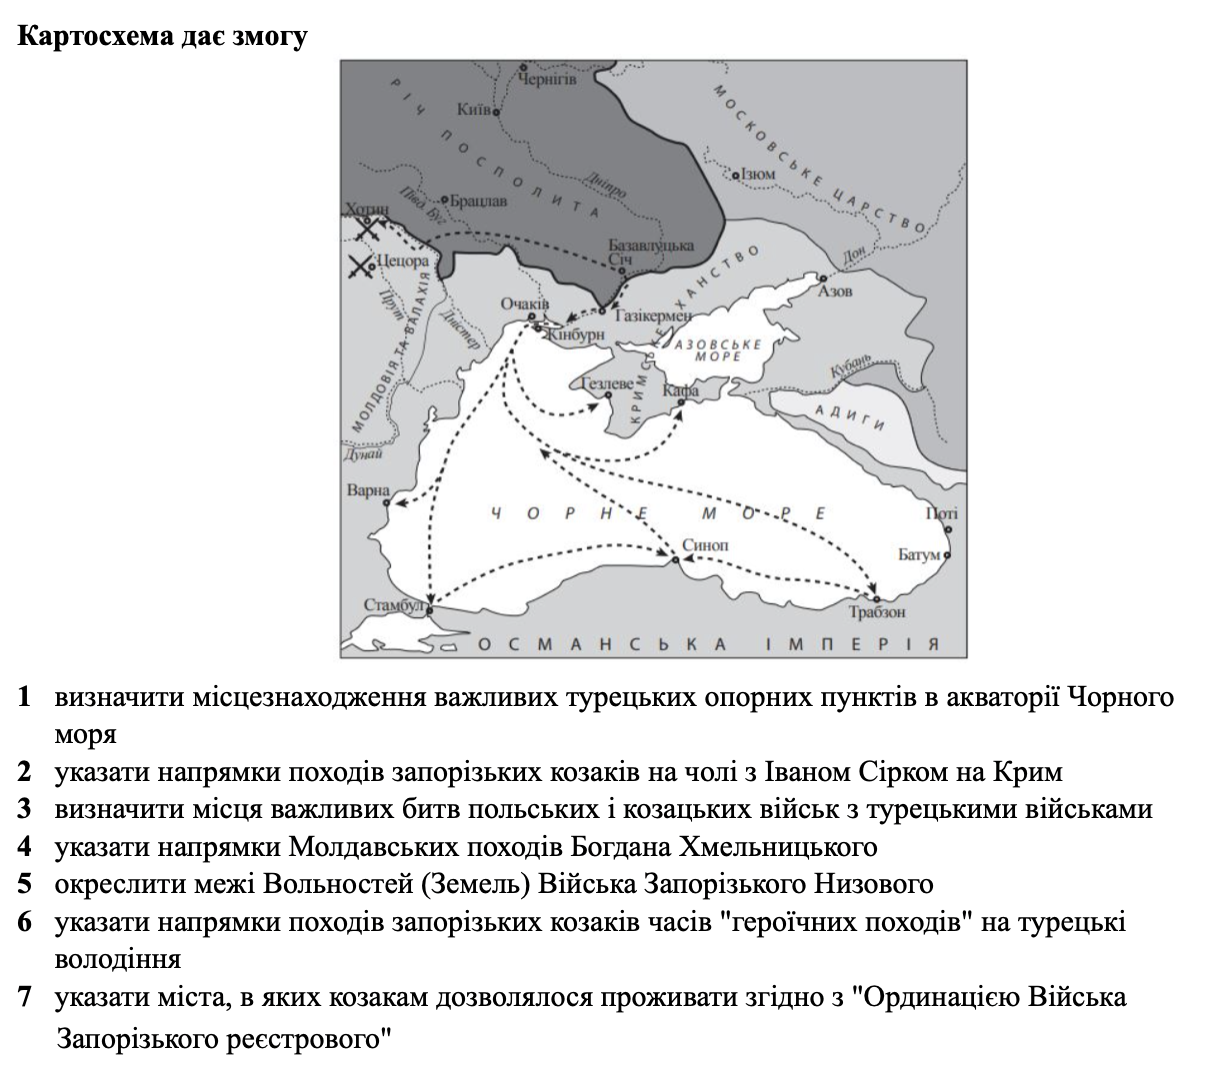 Картосхема дає змогу
Чернігів
РІЧ ПОСПОЛИТА
МОСКОВСЬКЕ ЦАРСТВО
Київ
Ізюм
Дніпро
Півд. Буг
Брацлав
Хотин
Базавлуцька
Січ
Дон
Цецора
Азов
КРИМСЬКЕ ХАНСТВО
Прут
МОЛДОВІЯ ТА ВАЛАХІЯ
Дністер
Очаків
Газікермен
Кінбурн
АЗОВСЬКЕ
МОРЕ
Кубань
Гезлеве
Кафа
АДИГИ
Дунай
Варна
ЧОРНЕ МОРЕ
Поті
Синоп
Батум
Стамбул
Трабзон
ОСМАНСЬКА ІМПЕРІЯ
1 визначити місцезнаходження важливих турецьких опорних пунктів в акваторії Чорного
моря
2 указати напрямки походів запорізьких козаків на чолі з Іваном Сірком на Крим
3 визначити місця важливих битв польських і козацьких військ з турецькими військами
4 указати напрямки Молдавських походів Богдана Хмельницького
5 окреслити межі Вольностей (Земель) Війська Запорізького Низового
6 указати напрямки походів запорізьких козаків часів "героїчних походів" на турецькі
володіння
7 указати міста, в яких козакам дозволялося проживати згідно з "Ординацією Війська
Запорізького реєстрового"